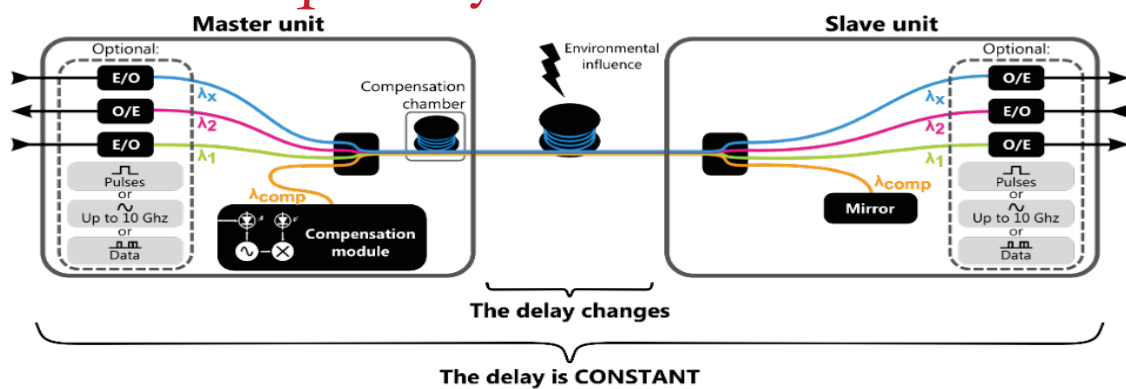 Master unit
Slave unit
Optional:
E/O
λx
O/E
λ2
E/O
λ1
Pulses
or
Up to 10 Ghz
or
Data
λcomp
Compensation
module
Compensation
chamber
Environmental
influence
Optional:
O/E
λx
E/O
λ2
O/E
λ1
λcomp
Mirror
Pulses
or
Up to 10 Ghz
or
Data
The delay changes
The delay is CONSTANT